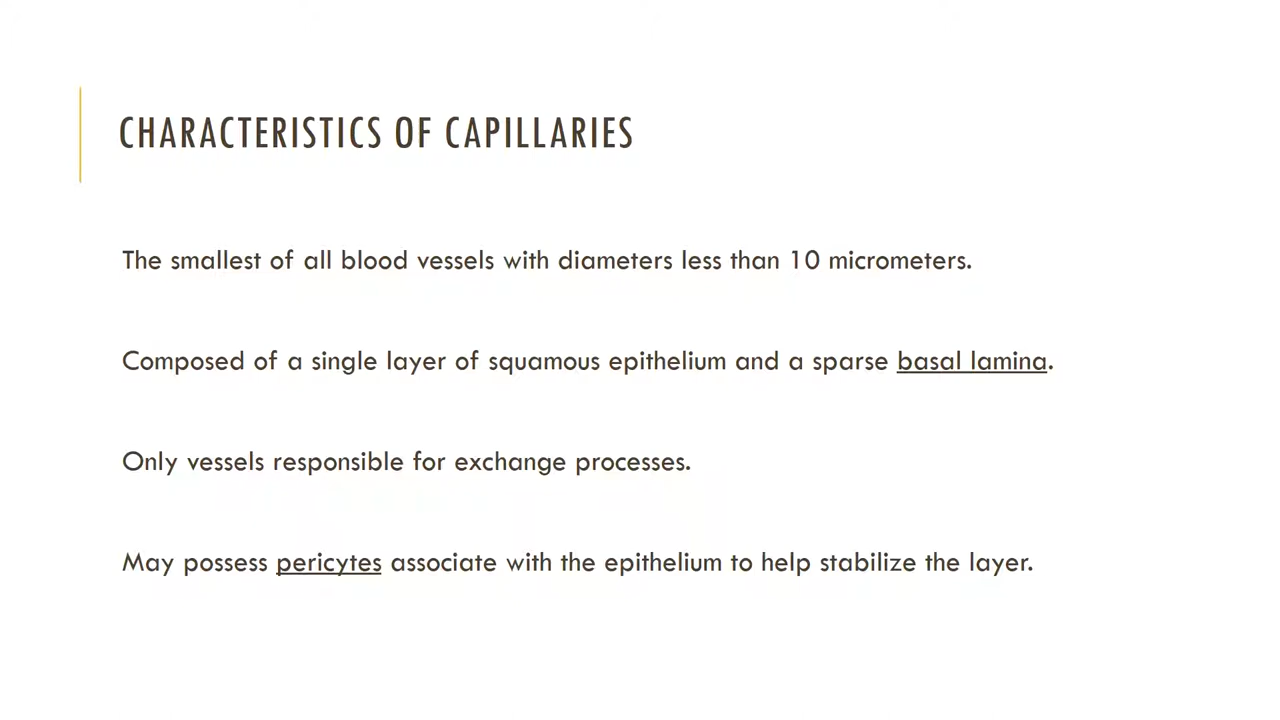 CHARACTERISTICS OF CAPILLARIES
The smallest of all blood vessels with diameters less than 10 micrometers.
Composed of a single layer of squamous epithelium and a sparse basal lamina.
Only vessels responsible for exchange processes.
May possess pericytes associate with the epithelium to help stabilize the layer.